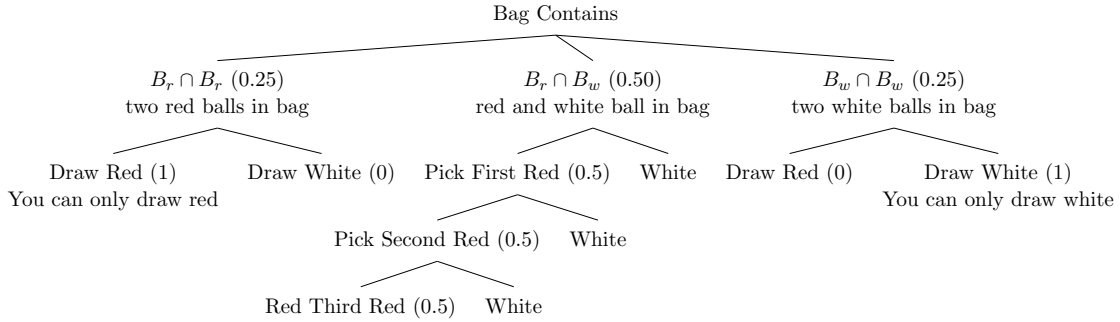 Bag Contains
B_r ∩ B_r (0.25)
two red balls in bag
B_r ∩ B_w (0.50)
red and white ball in bag
B_w ∩ B_w (0.25)
two white balls in bag
Draw Red (1)
You can only draw red
Draw White (0)
Pick First Red (0.5)
White
Draw Red (0)
Draw White (1)
You can only draw white
Pick Second Red (0.5)
White
Red Third Red (0.5)
White